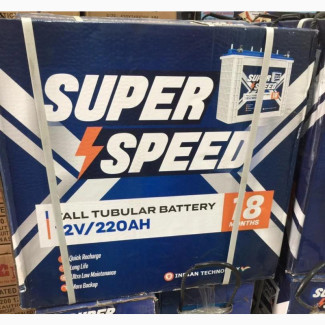 SUPER
SPEED
TALL TUBULAR BATTERY
12V/220AH
18
MONTHS
Quick Recharge
Long Life
Ultra Low Maintenance
More Backup
INDIAN TECHNOLOGY
SUPER
SPEED